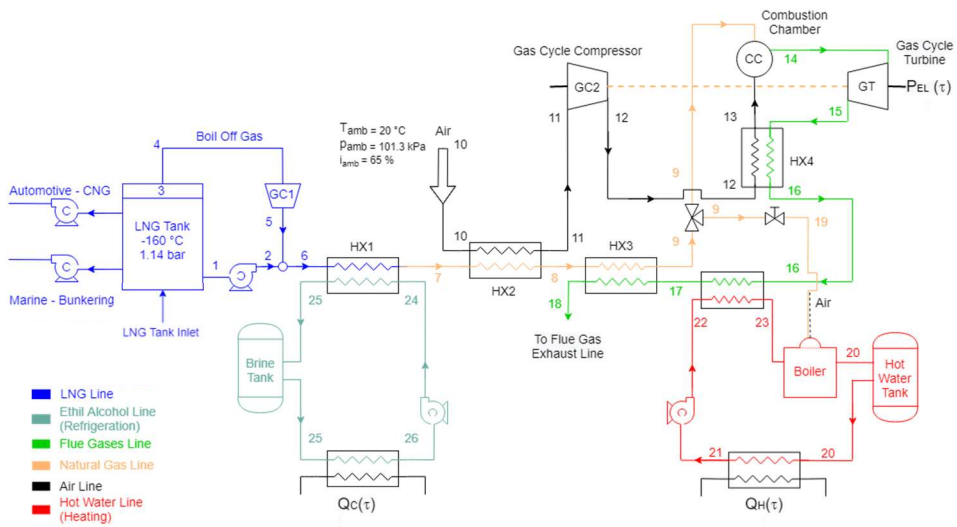 Combustion
Chamber
Gas Cycle Compressor
Gas Cycle
Turbine
CC
14
GC2
GT
PEL (τ)
Tamb = 20 °C
pamb = 101.3 kPa
iamb = 65 %
Air
10
11
12
13
15
HX4
12
16
4
Boil Off Gas
3
GC1
Automotive - CNG
C
LNG Tank
-160 °C
1.14 bar
5
9
9
9
19
1
2
6
HX1
7
10
11
HX2
8
HX3
16
17
18
C
Marine - Bunkering
LNG Tank Inlet
25
24
22
23
Air
To Flue Gas
Exhaust Line
Brine
Tank
Boiler
20
Hot
Water
Tank
LNG Line
Ethil Alcohol Line
(Refrigeration)
Flue Gases Line
Natural Gas Line
Air Line
Hot Water Line
(Heating)
25
26
21
20
QC(τ)
QH(τ)